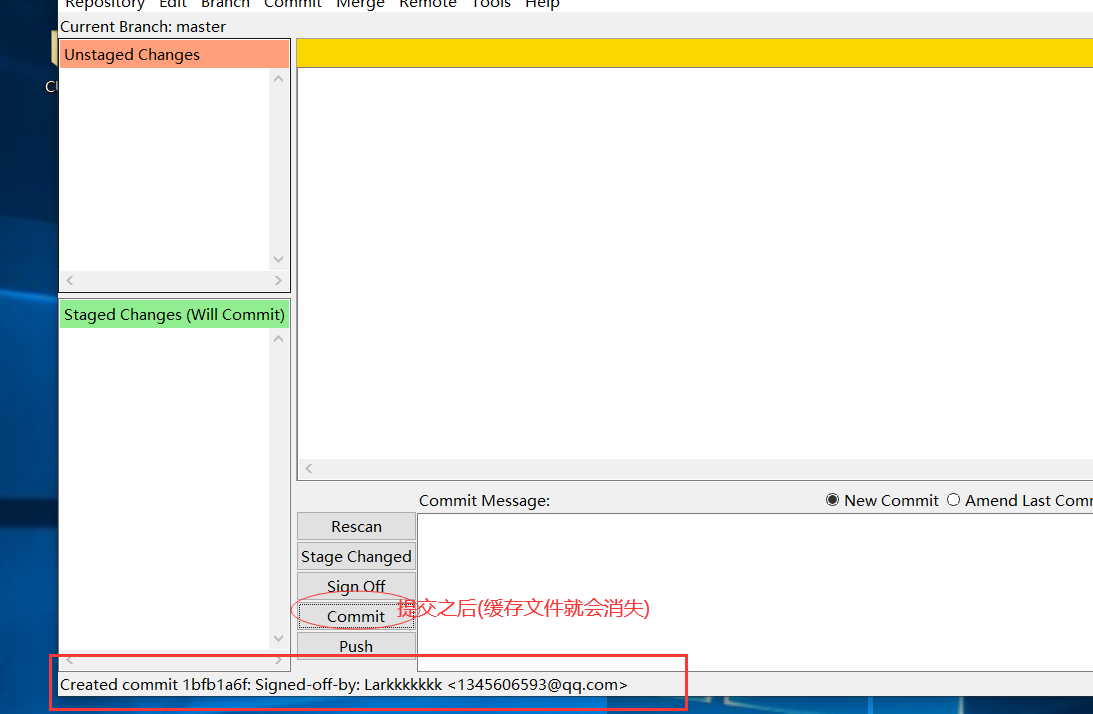 Repository Edit Branch Commit Merge Remote Tools Help
Current Branch: master
Unstaged Changes
Staged Changes (Will Commit)
Commit Message:
New Commit
Amend Last Comm
Rescan
Stage Changed
Sign Off
Commit
提交之后(缓存文件就会消失)
Push
Created commit 1bfb1a6f: Signed-off-by: Larkkkkkkk <1345606593@qq.com>